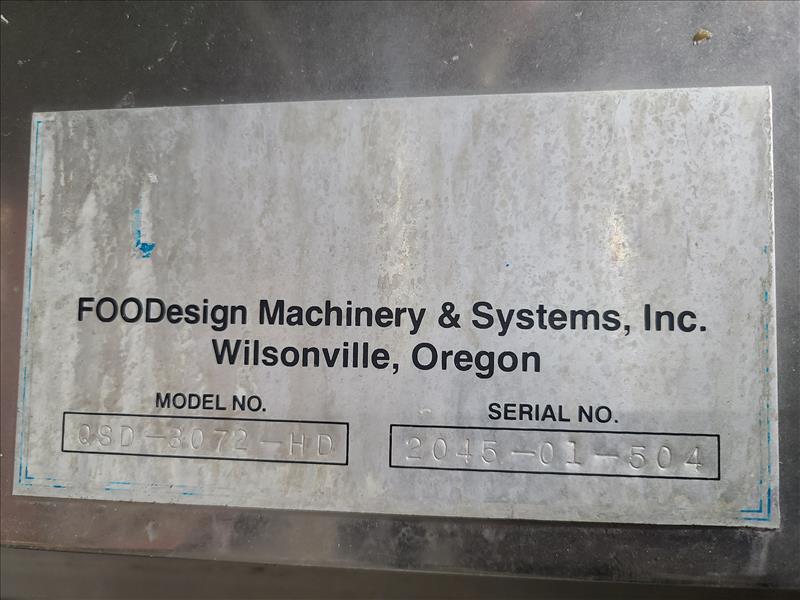 FOODesign Machinery & Systems, Inc.
Wilsonville, Oregon
MODEL NO. SERIAL NO.
QSD-3072-HD 2045-01-504